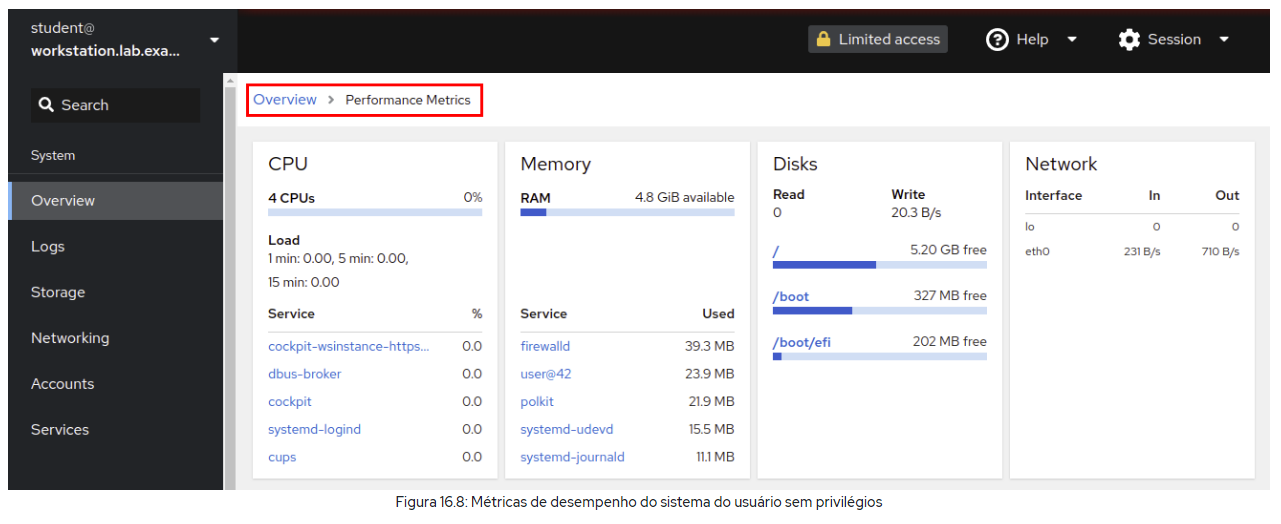 student@
workstation.lab.exa...
Limited access
Help
Session
Search
Overview > Performance Metrics
System
Overview
Logs
Storage
Networking
Accounts
Services
CPU
4 CPUs 0%
Load
1 min: 0.00, 5 min: 0.00,
15 min: 0.00
Service %
cockpit-wsinstance-https... 0.0
dbus-broker 0.0
cockpit 0.0
systemd-logind 0.0
cups 0.0
Memory
RAM 4.8 GiB available
Service Used
firewalld 39.3 MB
user@42 23.9 MB
polkit 21.9 MB
systemd-udevd 15.5 MB
systemd-journald 11.1 MB
Disks
Read Write
0 20.3 B/s
/ 5.20 GB free
/boot 327 MB free
/boot/efi 202 MB free
Network
Interface In Out
lo 0 0
eth0 231 B/s 710 B/s
Figura 16.8: Métricas de desempenho do sistema do usuário sem privilégios